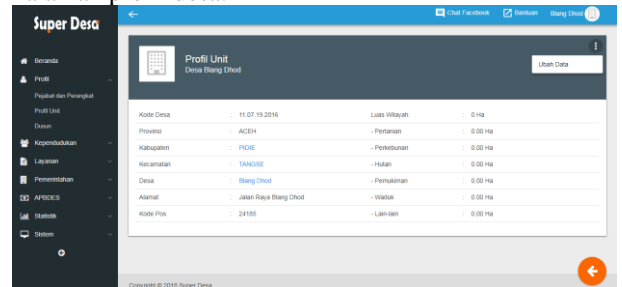 Super Desa
Chat Facebook Bantuan Blang Dhod
Beranda
Profil
Pejabat dan Perangkat
Profil Unit
Dusun
Kependudukan
Layanan
Pemerintahan
APBDES
Statistik
Sistem
Profil Unit
Desa Blang Dhod
Ubah Data
Kode Desa : 11.07.19.2016 Luas Wilayah : 0 Ha
Provinsi : ACEH - Pertanian : 0.00 Ha
Kabupaten : PIDIE - Perkebunan : 0.00 Ha
Kecamatan : TANGSE - Hutan : 0.00 Ha
Desa : Blang Dhod - Pemukiman : 0.00 Ha
Alamat : Jalan Raya Blang Dhod - Waduk : 0.00 Ha
Kode Pos : 24165 - Lain-lain : 0.00 Ha
Copyright © 2016 Super Desa